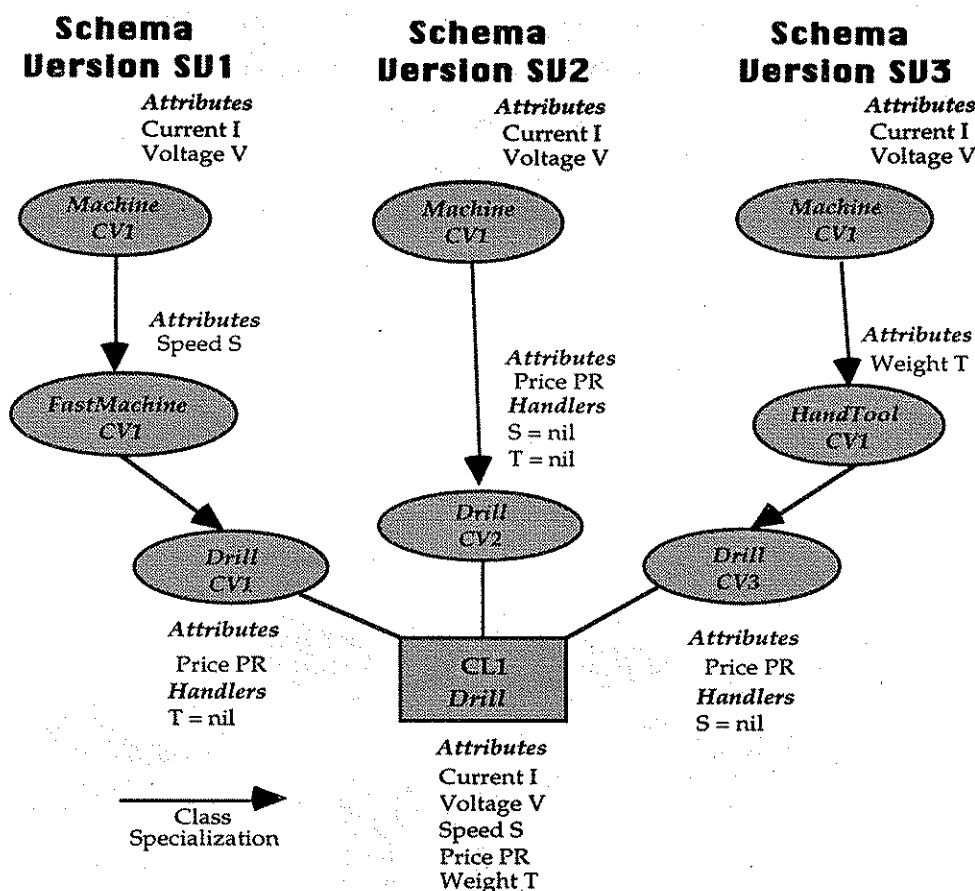 Schema
Version SV1
Schema
Version SV2
Schema
Version SV3
Attributes
Current I
Voltage V
Attributes
Current I
Voltage V
Attributes
Current I
Voltage V
Machine
CV1
Machine
CV1
Machine
CV1
Attributes
Speed S
Attributes
Price PR
Handlers
S = nil
T = nil
Attributes
Weight T
FastMachine
CV1
HandTool
CV1
Drill
CV1
Drill
CV2
Drill
CV3
Attributes
Price PR
Handlers
T = nil
CL1
Drill
Attributes
Price PR
Handlers
S = nil
Attributes
Current I
Voltage V
Speed S
Price PR
Weight T
Class
Specialization